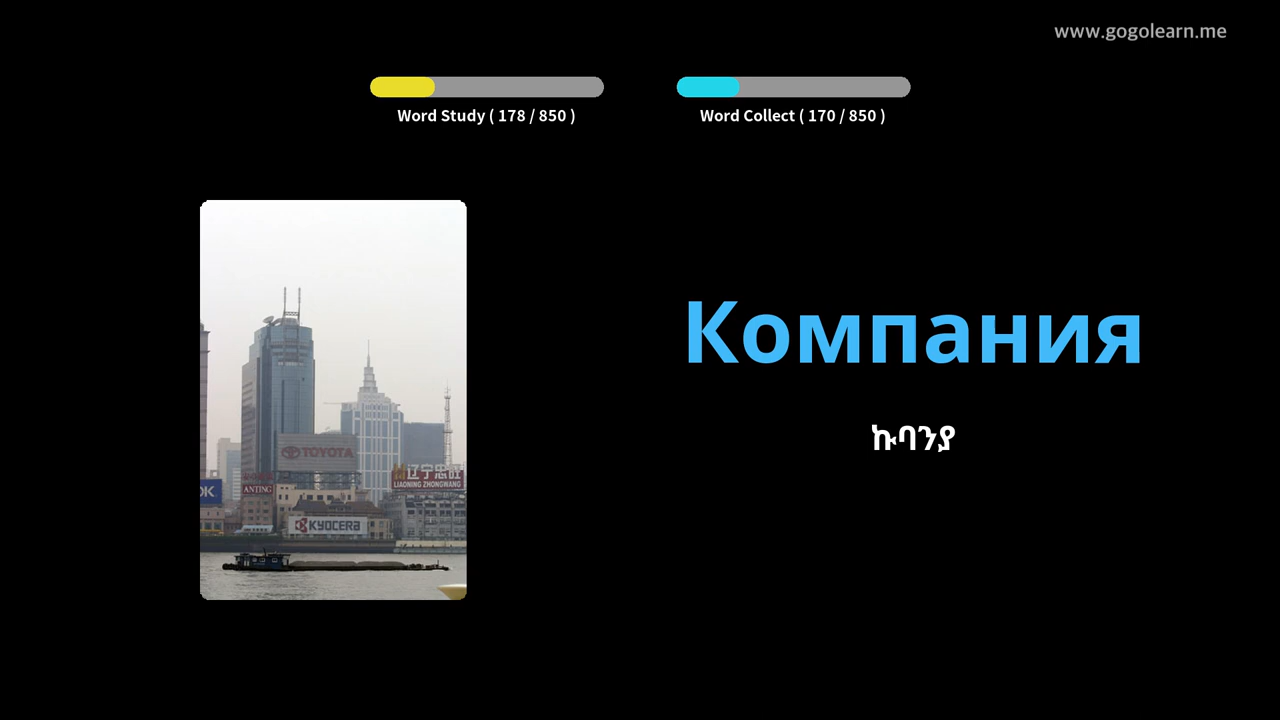 www.gogolearn.me
Word Study ( 178 / 850 )
Word Collect ( 170 / 850 )
Компания
ኩባንያ
TOYOTA
辽宁忠旺
LIAONING ZHONGWANG
OK
ANTING
KYOCERA